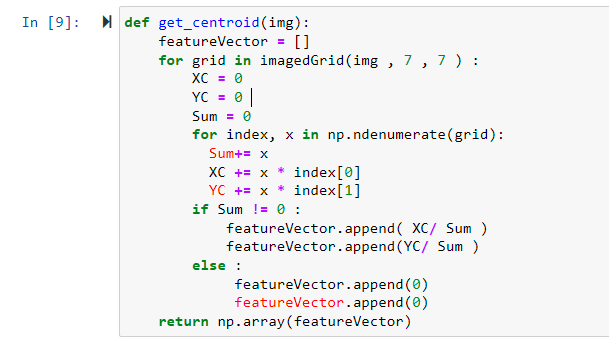 In [9]:
def get_centroid(img):
    featureVector = []
    for grid in imagedGrid(img , 7 , 7 ) :
        XC = 0
        YC = 0
        Sum = 0
        for index, x in np.ndenumerate(grid):
          Sum+= x
          XC += x * index[0]
          YC += x * index[1]
        if Sum != 0 :
            featureVector.append( XC/ Sum )
            featureVector.append(YC/ Sum )
        else :
             featureVector.append(0)
             featureVector.append(0)
    return np.array(featureVector)